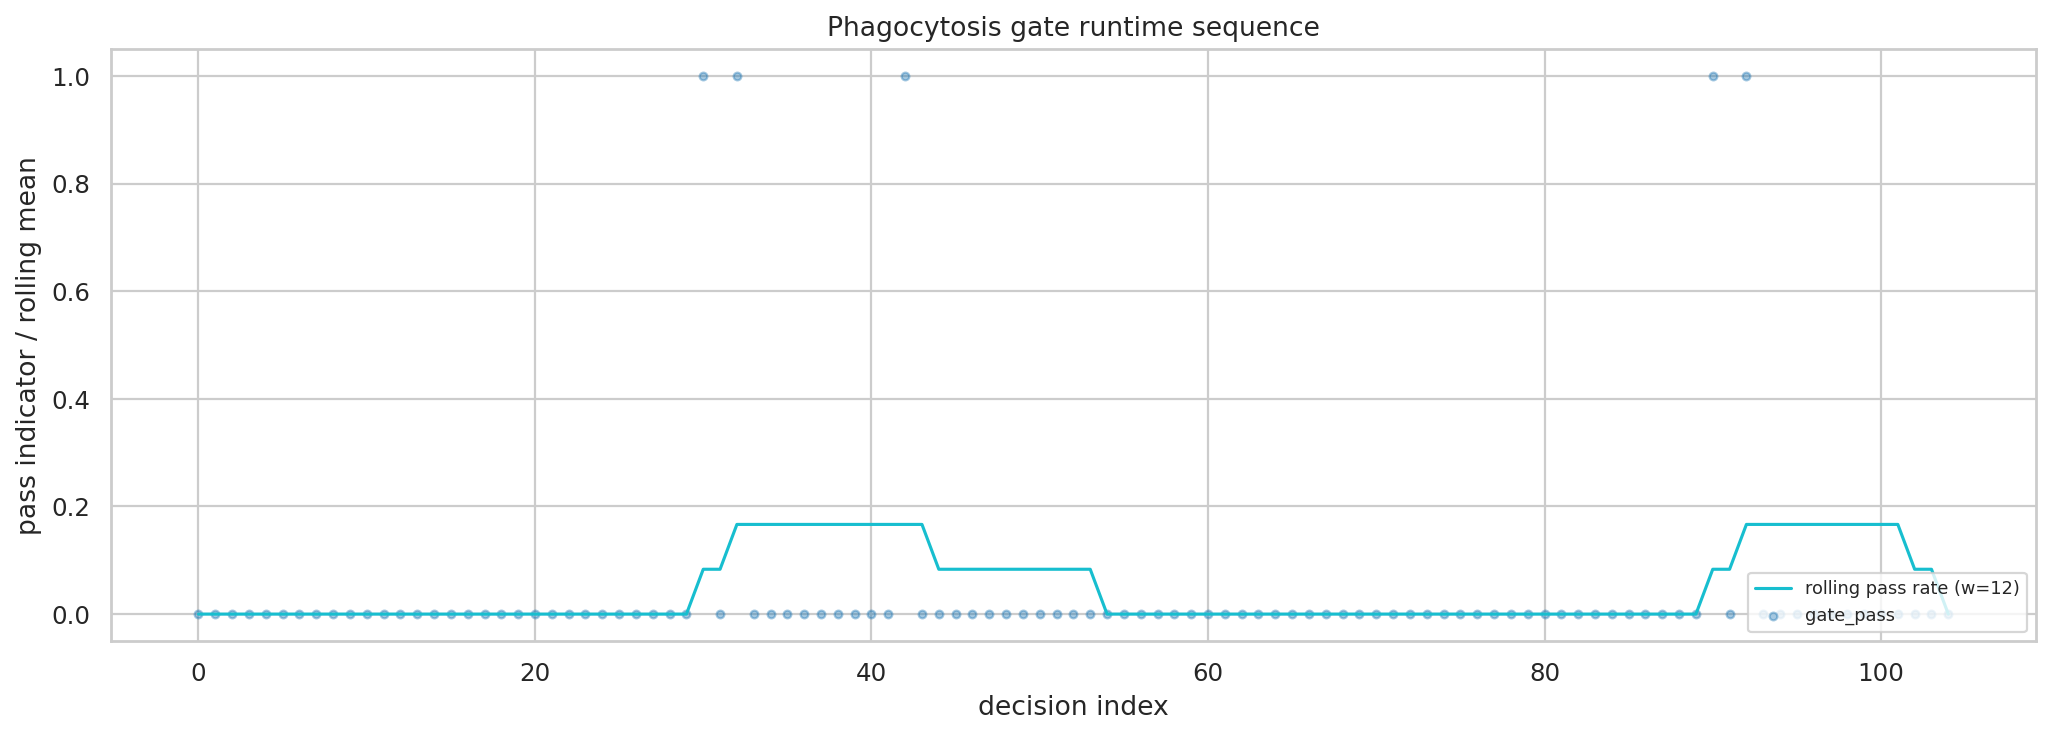 Phagocytosis gate runtime sequence
pass indicator / rolling mean
1.0
0.8
0.6
0.4
0.2
0.0
rolling pass rate (w=12)
gate_pass
0 20 40 60 80 100
decision index